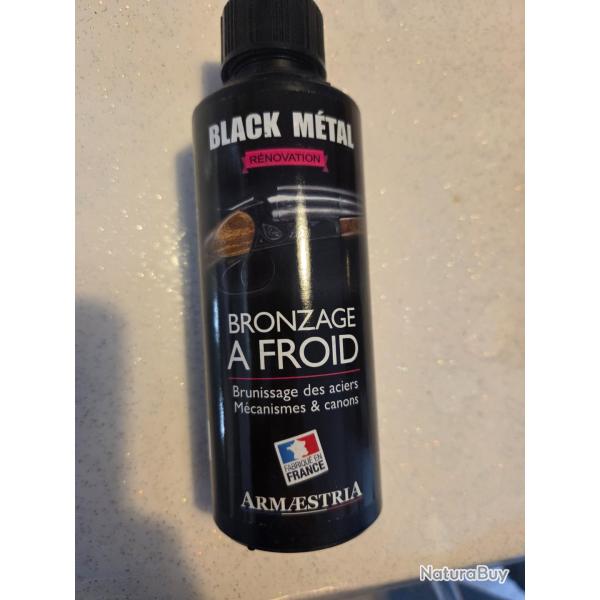 BLACK MÉTAL
RÉNOVATION
BRONZAGE
A FROID
Brunissage des aciers
Mécanismes & canons
FABRIQUÉ EN
FRANCE
ARMÆSTRIA
NaturaBuy